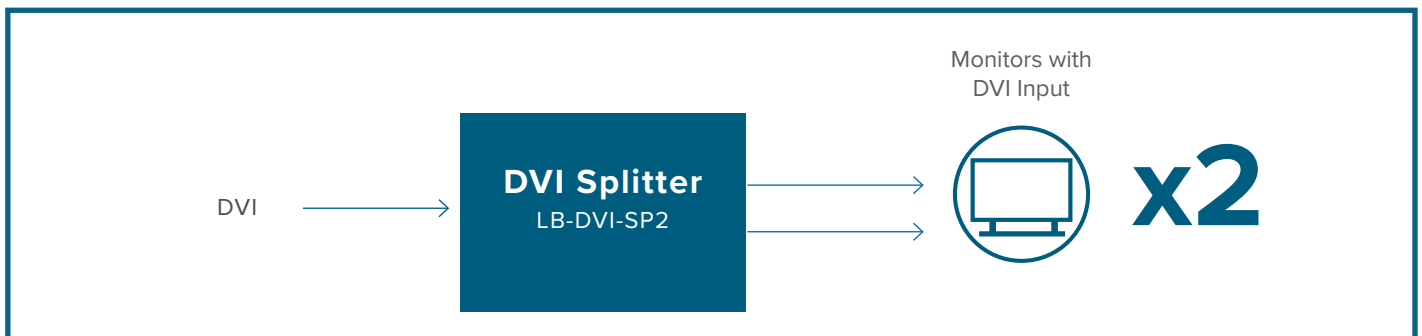 Monitors with
DVI Input
DVI
DVI Splitter
LB-DVI-SP2
x2